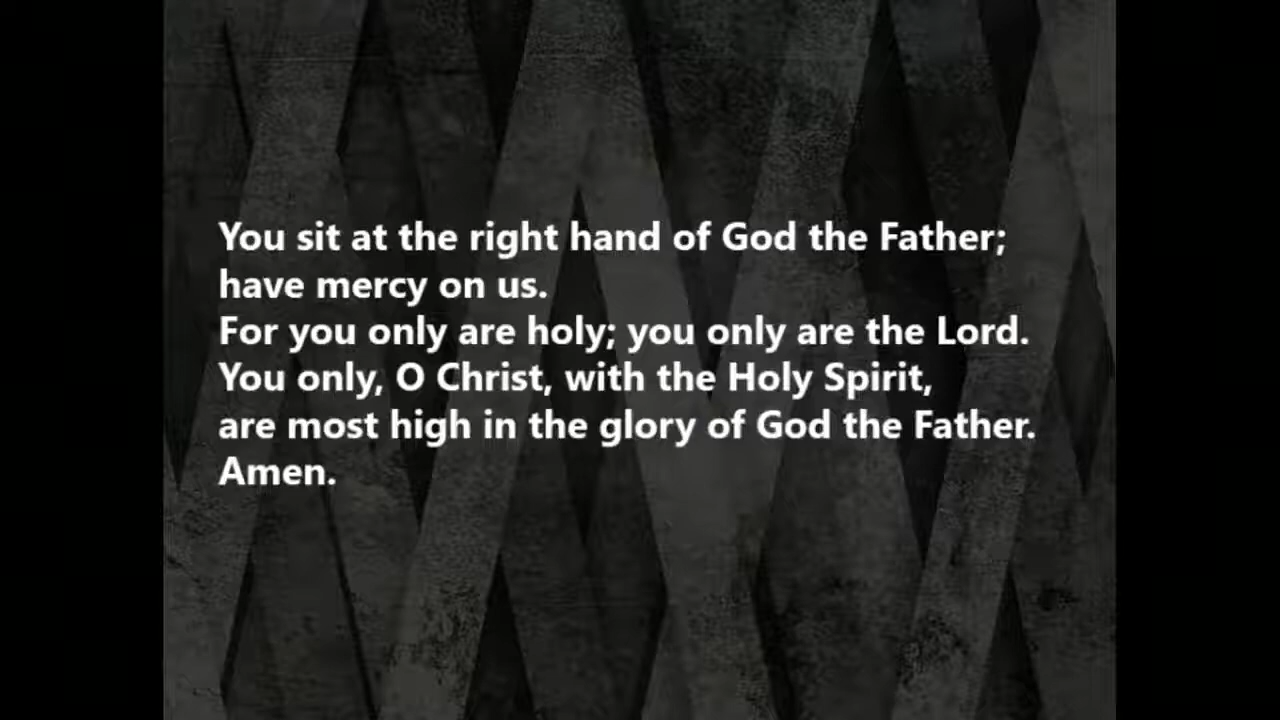 You sit at the right hand of God the Father;
have mercy on us.
For you only are holy; you only are the Lord.
You only, O Christ, with the Holy Spirit,
are most high in the glory of God the Father.
Amen.